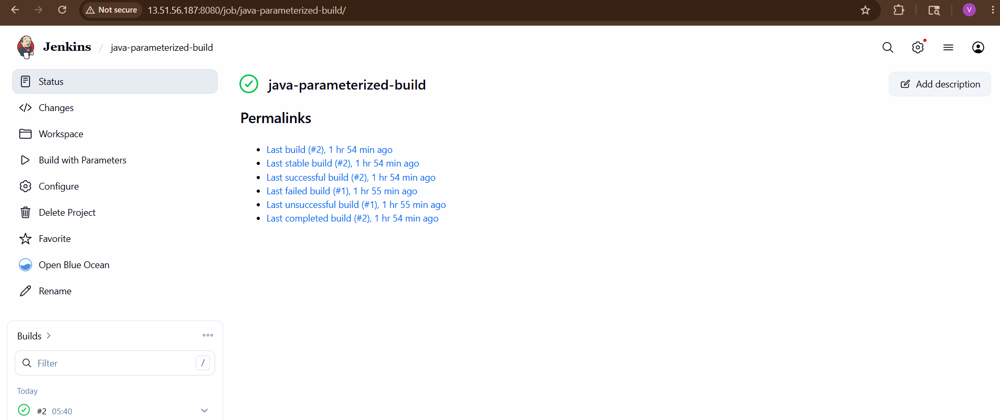 Not secure
13.51.56.187:8080/job/java-parameterized-build/
V
Jenkins / java-parameterized-build
Status
Changes
Workspace
Build with Parameters
Configure
Delete Project
Favorite
Open Blue Ocean
Rename
java-parameterized-build
Add description
Permalinks
Last build (#2), 1 hr 54 min ago
Last stable build (#2), 1 hr 54 min ago
Last successful build (#2), 1 hr 54 min ago
Last failed build (#1), 1 hr 55 min ago
Last unsuccessful build (#1), 1 hr 55 min ago
Last completed build (#2), 1 hr 54 min ago
Builds
Filter /
Today
#2 05:40